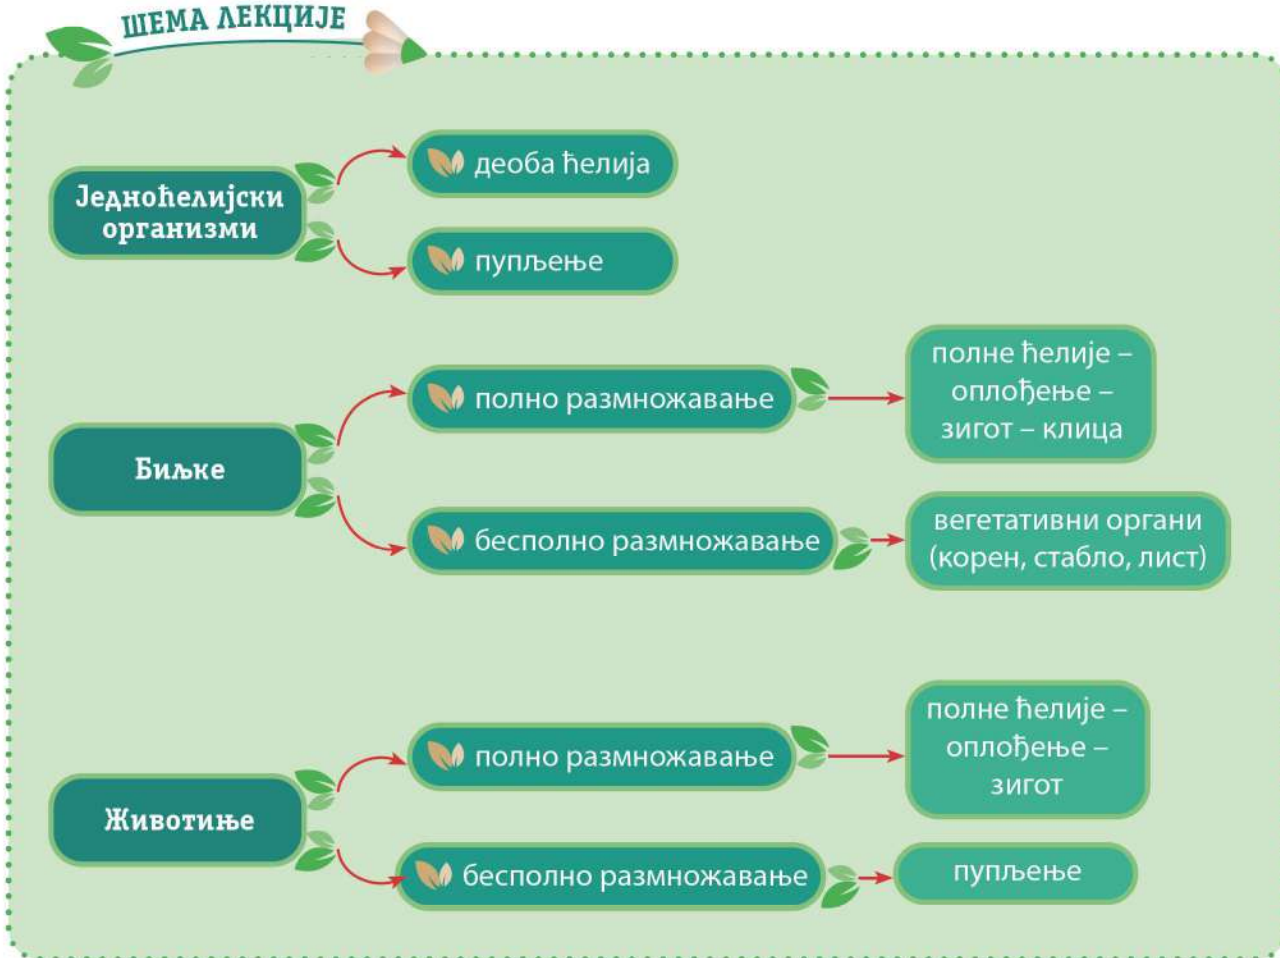 ШЕМА ЛЕКЦИЈЕ
Једноћелијски
организми
деоба ћелија
пупљење
Биљке
полно размножавање
полне ћелије –
оплођење –
зигот – клица
бесполно размножавање
вегетативни органи
(корен, стабло, лист)
Животиње
полно размножавање
полне ћелије –
оплођење –
зигот
бесполно размножавање
пупљење